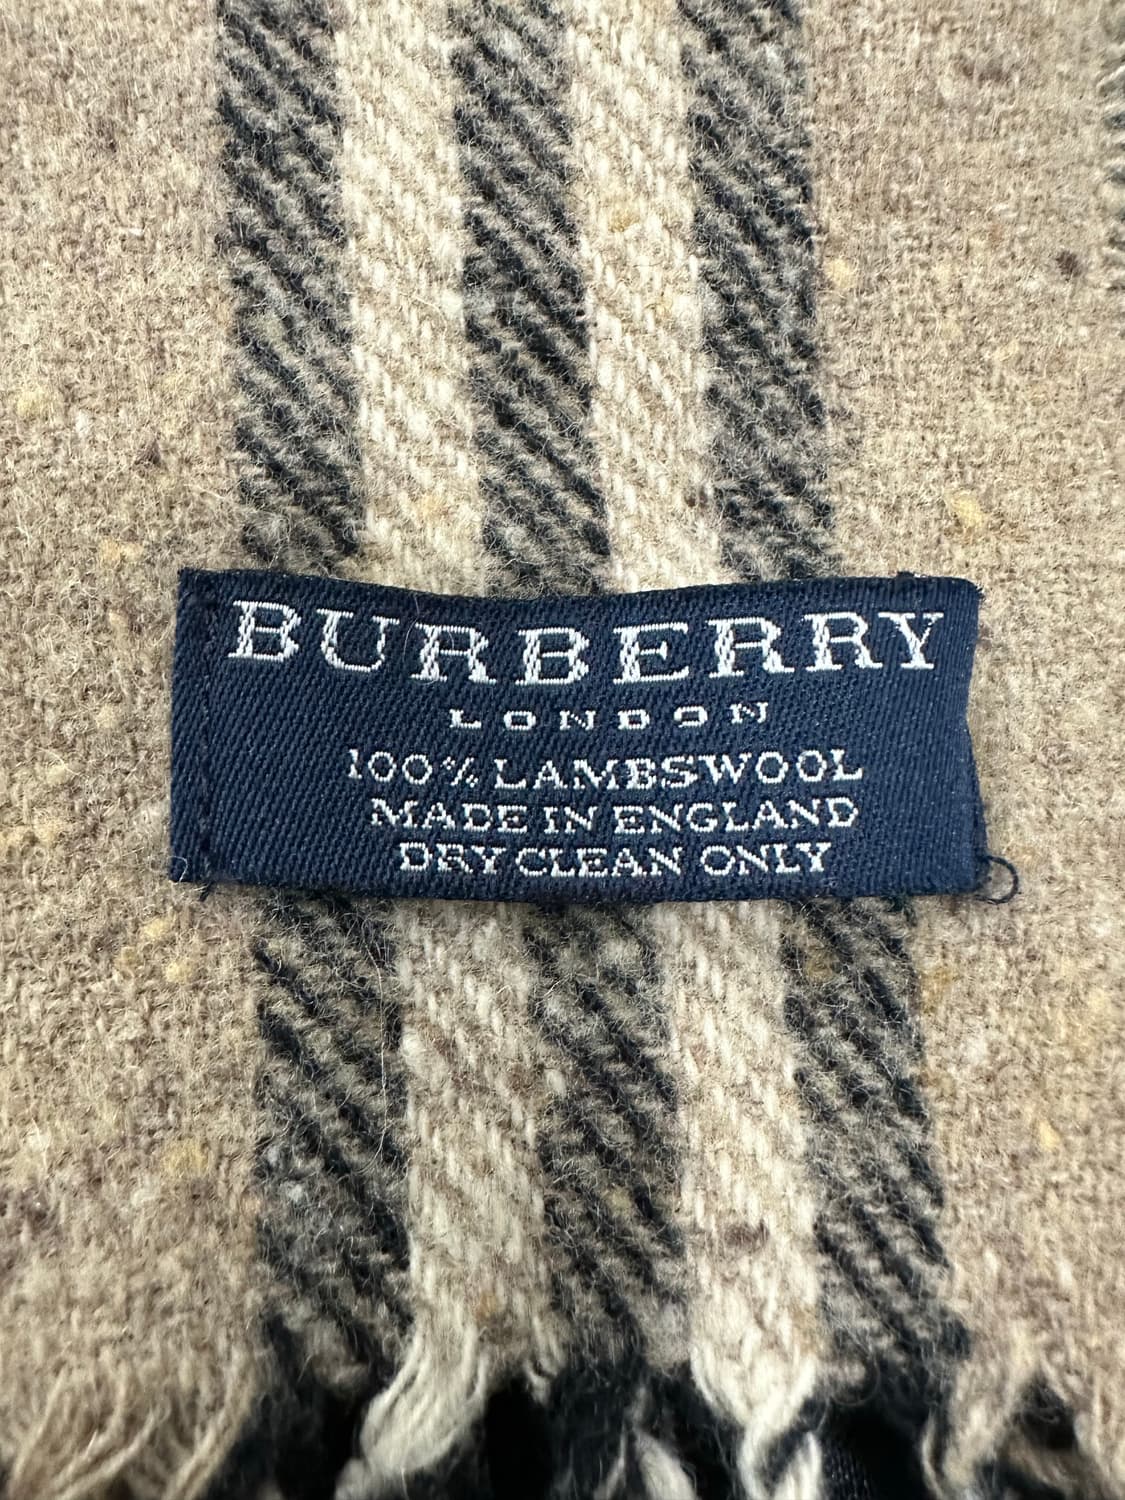 BURBERRY
LONDON
100% LAMBSWOOL
MADE IN ENGLAND
DRY CLEAN ONLY